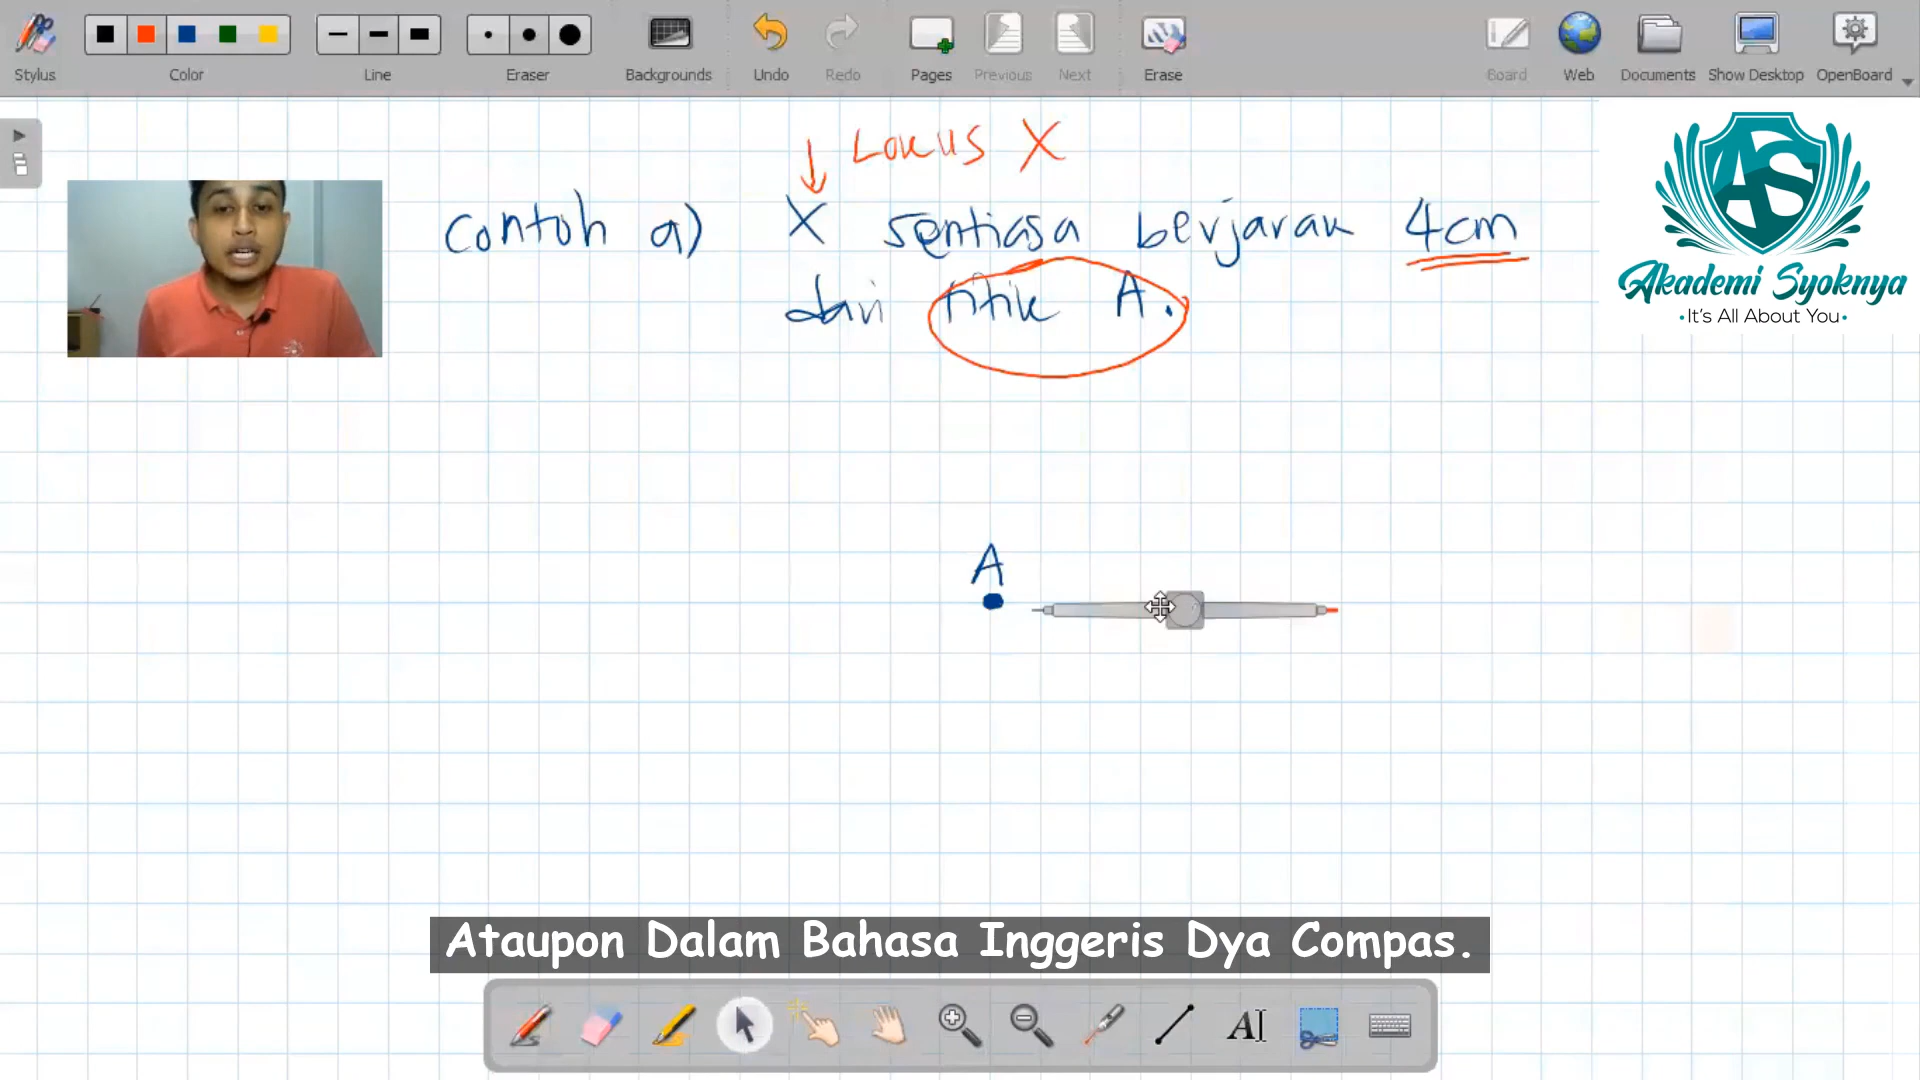 Stylus
Color
Line
Eraser
Backgrounds
Undo
Redo
Pages
Previous
Next
Erase
Board
Web
Documents
Show Desktop
OpenBoard
Lokus X
Contoh a) X sentiasa berjarak 4cm
dari titik A.
A
AS
Akademi Syoknya
• It's All About You •
Ataupon Dalam Bahasa Inggeris Dya Compas.
A